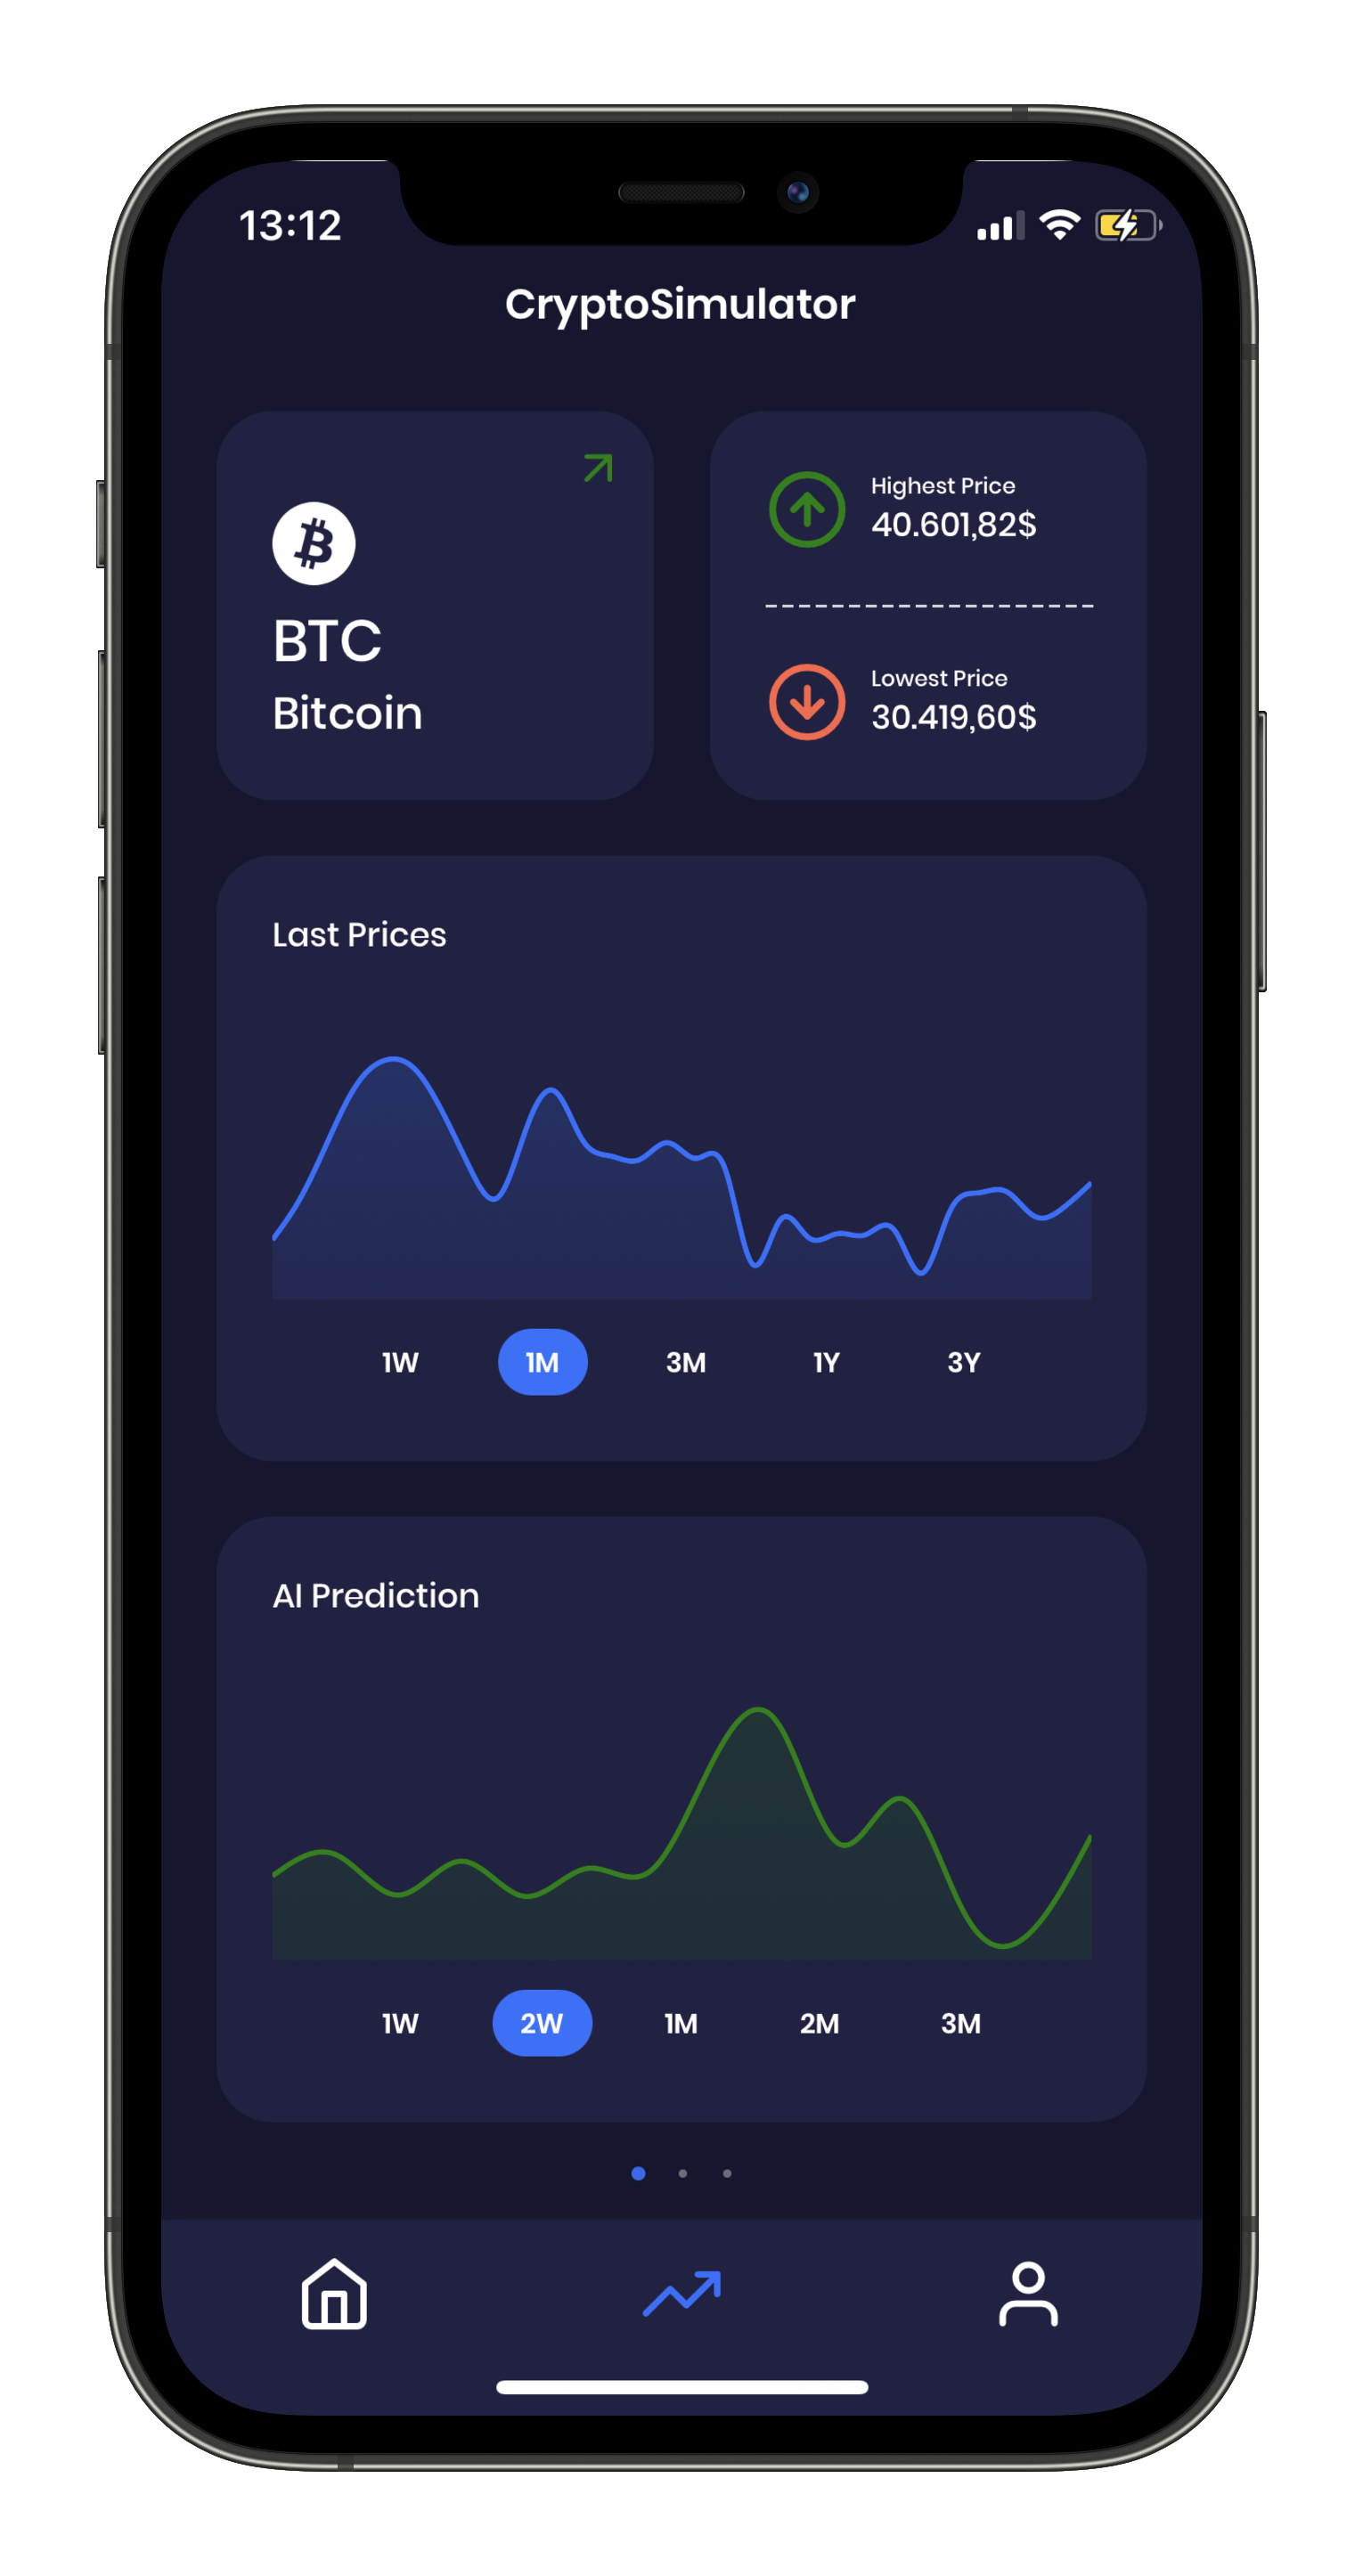 13:12
CryptoSimulator
BTC
Bitcoin
Highest Price
40.601,82$
Lowest Price
30.419,60$
Last Prices
1W 1M 3M 1Y 3Y
AI Prediction
1W 2W 1M 2M 3M